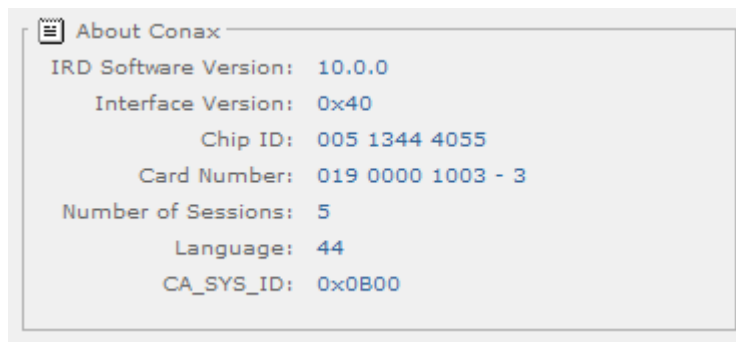 About Conax
IRD Software Version: 10.0.0
Interface Version: 0x40
Chip ID: 005 1344 4055
Card Number: 019 0000 1003 - 3
Number of Sessions: 5
Language: 44
CA_SYS_ID: 0x0B00